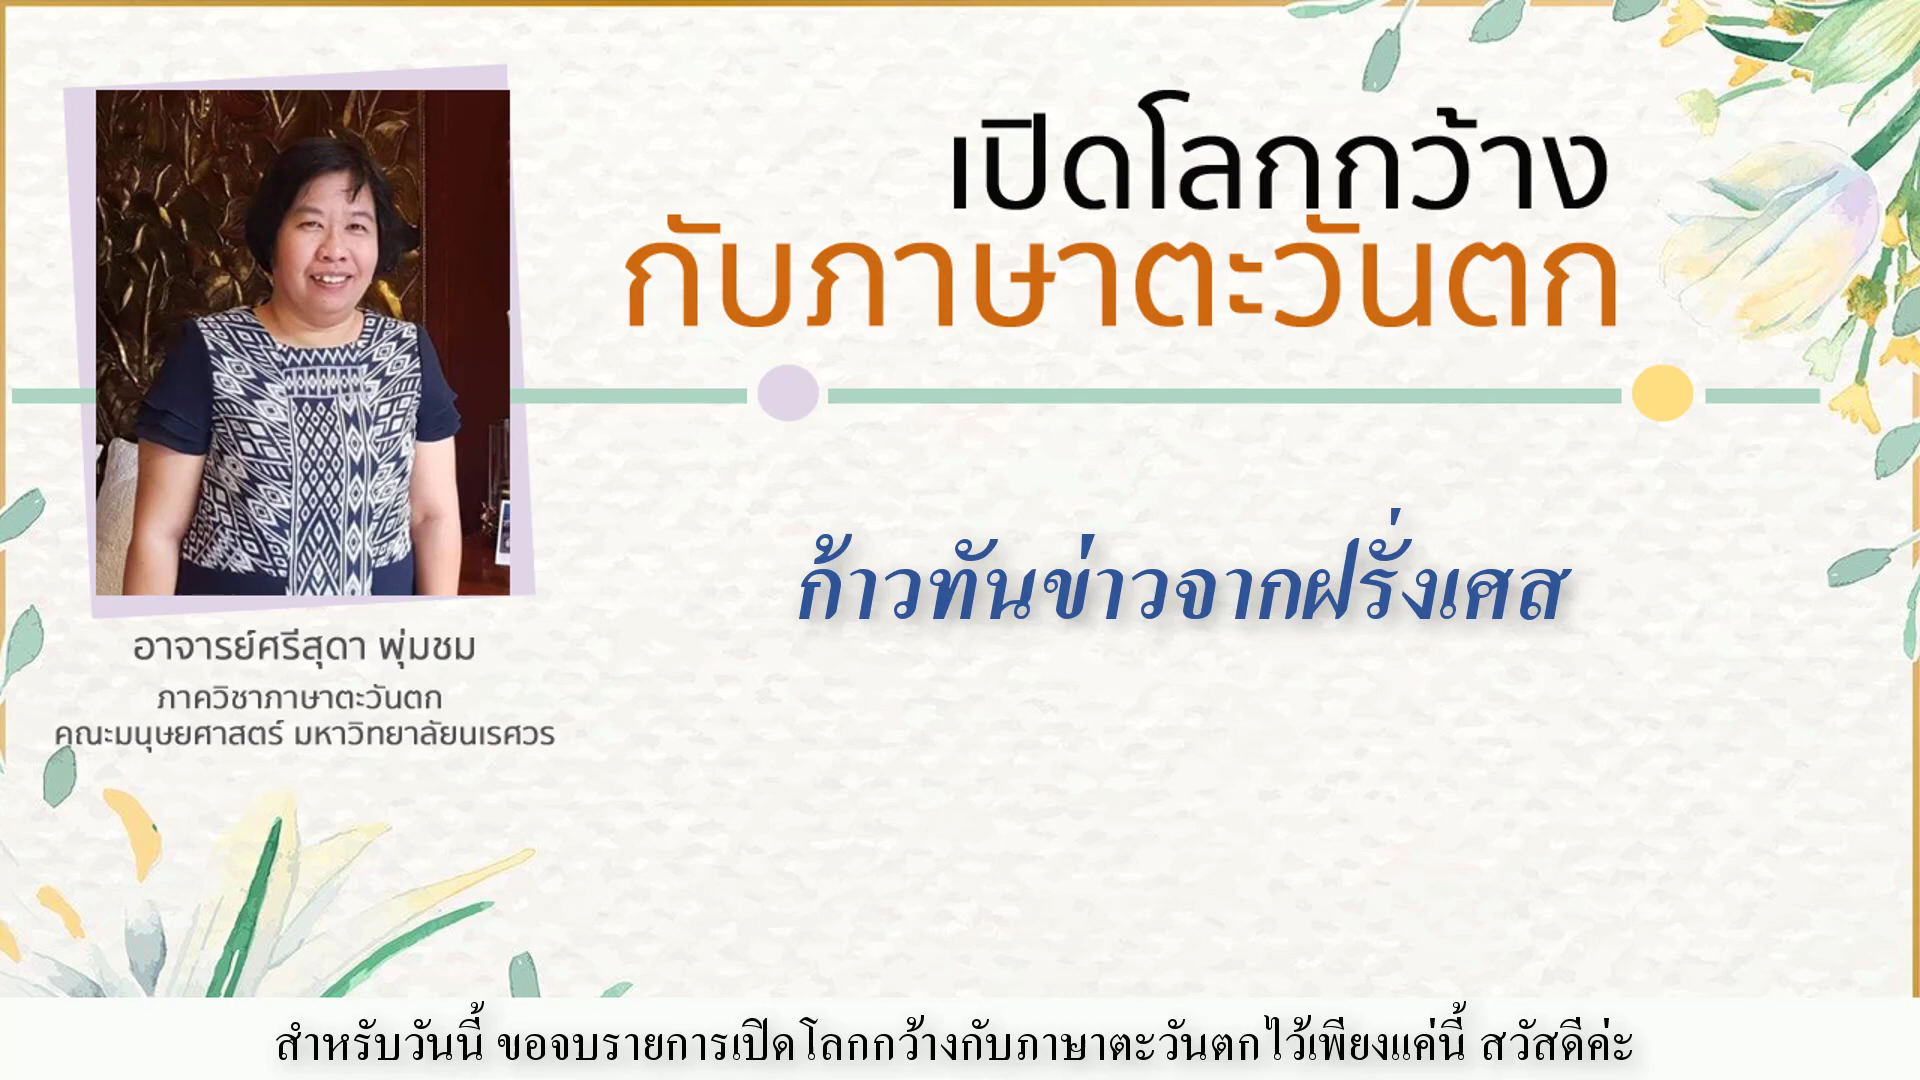 เปิดโลกกว้าง
กับภาษาตะวันตก
ก้าวทันข่าวจากฝรั่งเศส
อาจารย์ศรีสุดา พุ่มชม
ภาควิชาภาษาตะวันตก
คณะมนุษยศาสตร์ มหาวิทยาลัยนเรศวร
สำหรับวันนี้ ขอจบรายการเปิดโลกกว้างกับภาษาตะวันตกไว้เพียงแค่นี้ สวัสดีค่ะ